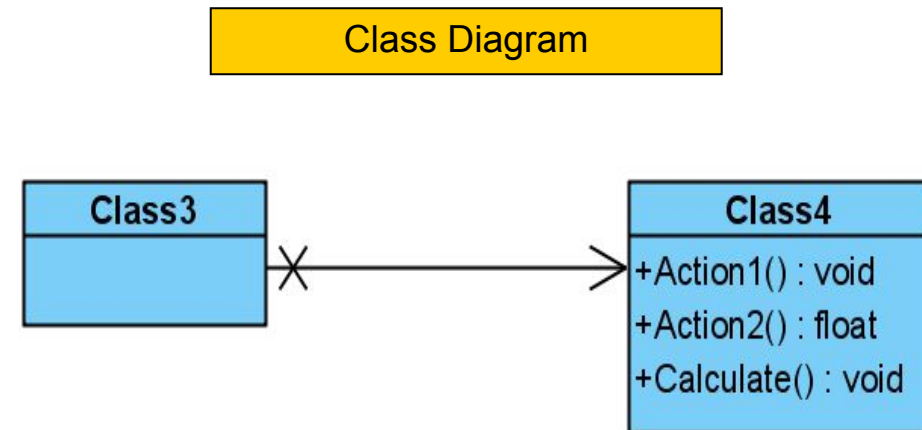 Class Diagram
Class3
Class4
+Action1() : void
+Action2() : float
+Calculate() : void